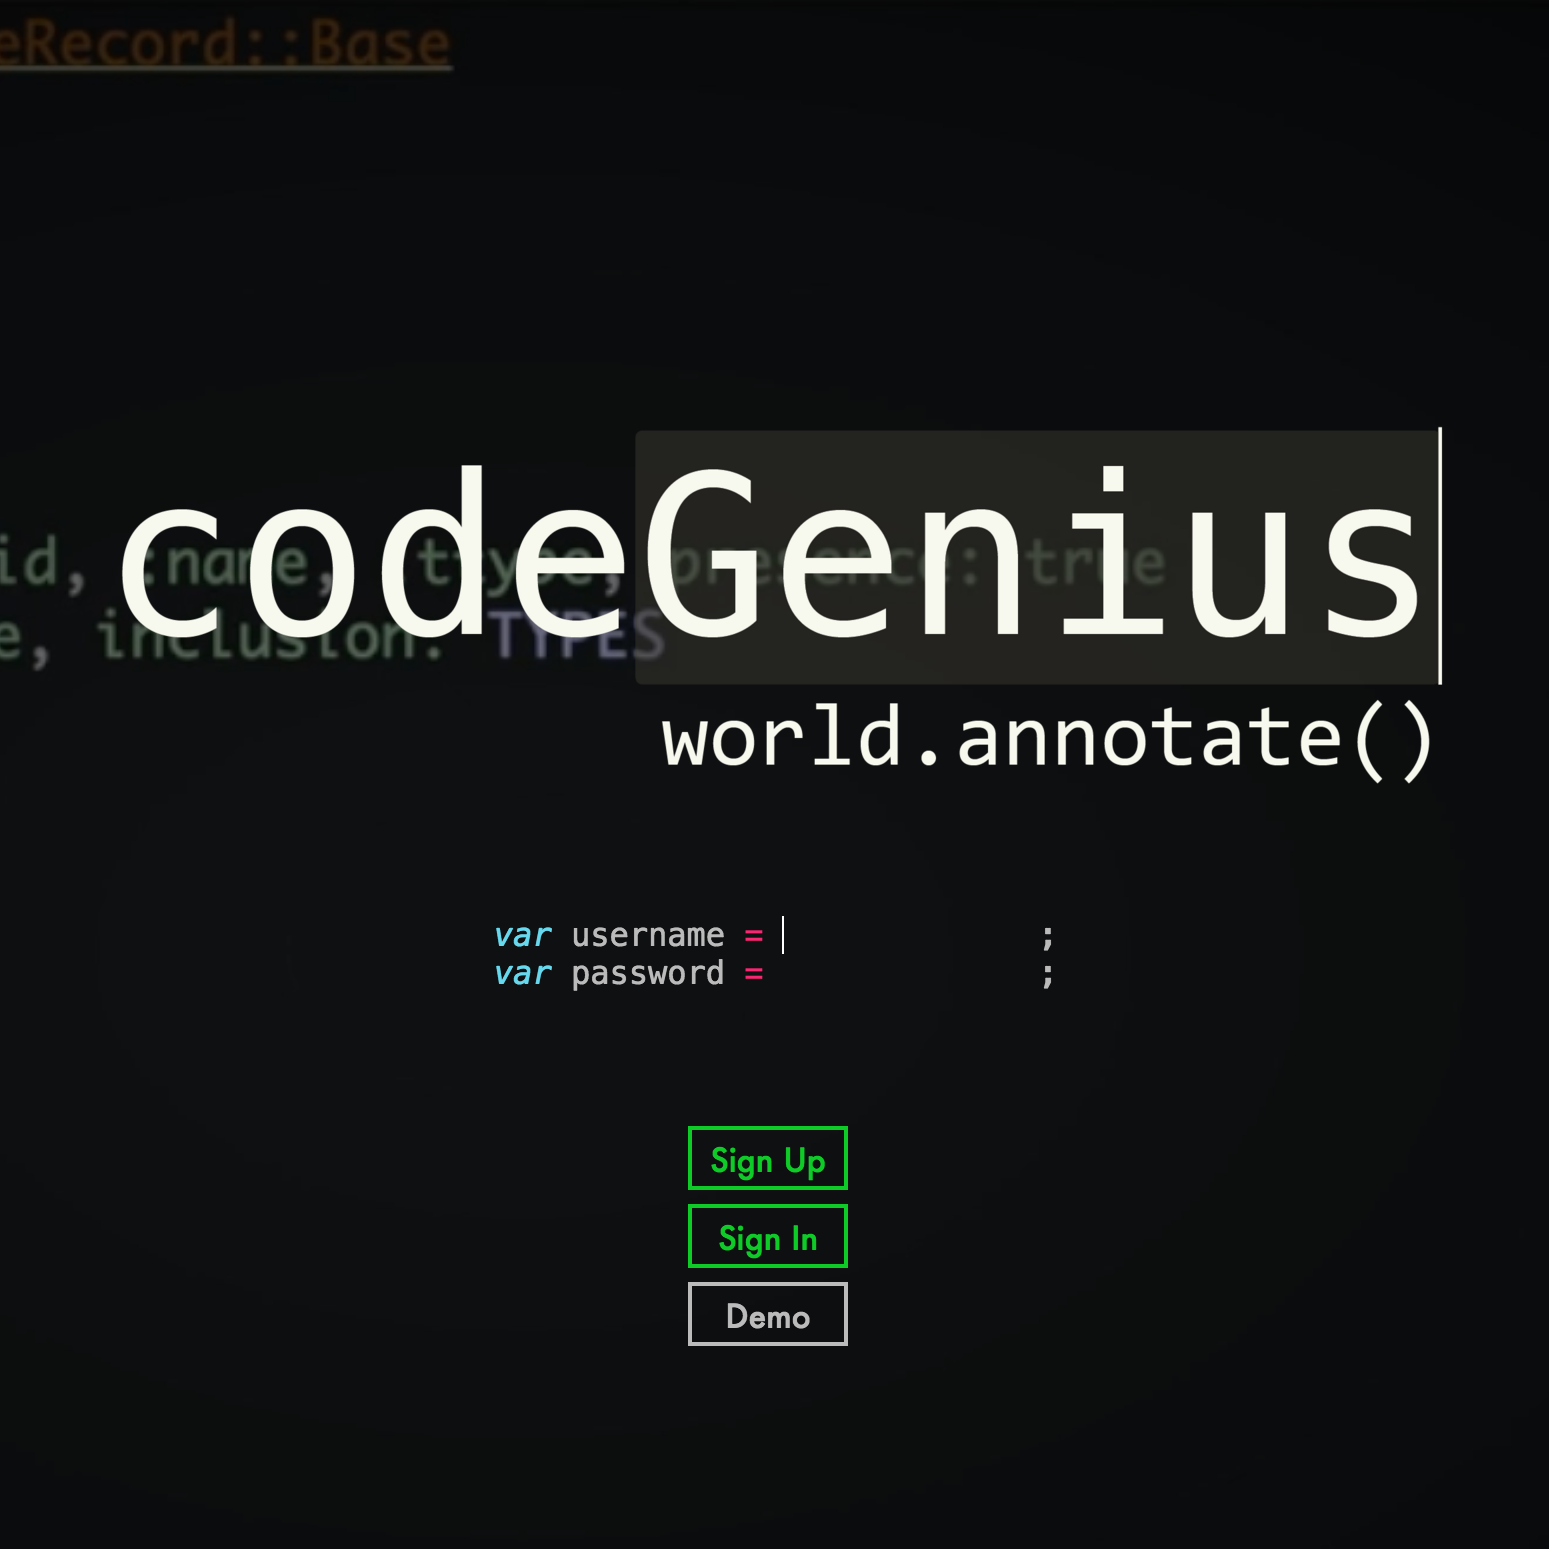 eRecord::Base
codeGenius
id, :name, :ttype, presence: true
e, inclusion: TYPES
world.annotate()
var username = ;
var password = ;
Sign Up
Sign In
Demo